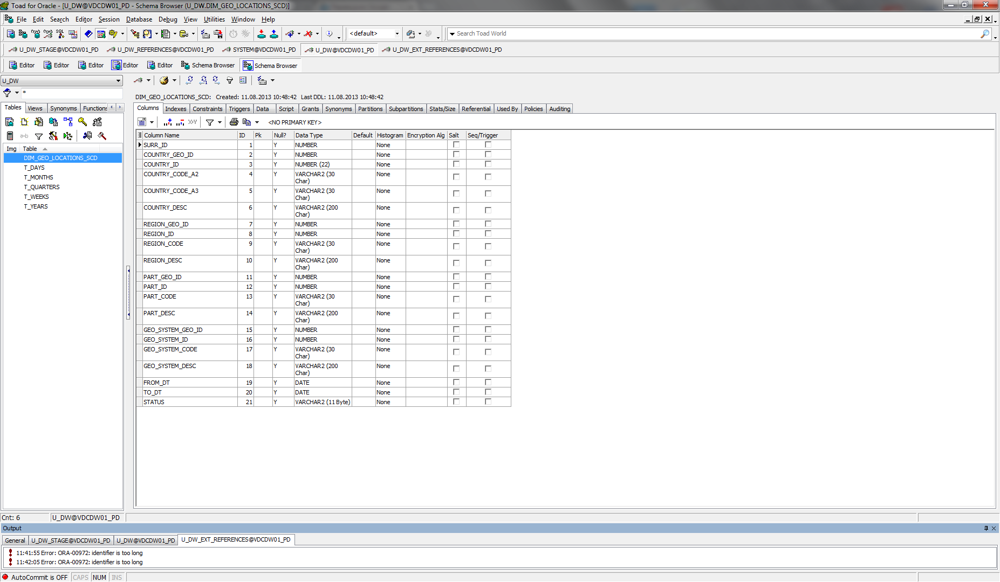 Toad for Oracle - [U_DW@VDCDW01_PD - Schema Browser (U_DW.DIM_GEO_LOCATIONS_SCD)]
File Edit Search Editor Session Database Debug View Utilities Window Help
SQL <default> Search Toad World
U_DW_STAGE@VDCDW01_PD U_DW_REFERENCES@VDCDW01_PD SYSTEM@VDCDW01_PD U_DW@VDCDW01_PD U_DW_EXT_REFERENCES@VDCDW01_PD
Editor Editor Editor Editor Editor Schema Browser Schema Browser
U_DW
*
DIM_GEO_LOCATIONS_SCD: Created: 11.08.2013 10:48:42 Last DDL: 11.08.2013 10:48:42
Tables Views Synonyms Functions
Columns Indexes Constraints Triggers Data Script Grants Synonyms Partitions Subpartitions Stats/Size Referential Used By Policies Auditing
<NO PRIMARY KEY>
Img Table
DIM_GEO_LOCATIONS_SCD
T_DAYS
T_MONTHS
T_QUARTERS
T_WEEKS
T_YEARS
Column Name ID Pk Null? Data Type Default Histogram Encryption Alg Salt Seq/Trigger
SURR_ID 1 Y NUMBER None
COUNTRY_GEO_ID 2 Y NUMBER None
COUNTRY_ID 3 Y NUMBER (22) None
COUNTRY_CODE_A2 4 Y VARCHAR2 (30 None
Char)
COUNTRY_CODE_A3 5 Y VARCHAR2 (30 None
Char)
COUNTRY_DESC 6 Y VARCHAR2 (200 None
Char)
REGION_GEO_ID 7 Y NUMBER None
REGION_ID 8 Y NUMBER None
REGION_CODE 9 Y VARCHAR2 (30 None
Char)
REGION_DESC 10 Y VARCHAR2 (200 None
Char)
PART_GEO_ID 11 Y NUMBER None
PART_ID 12 Y NUMBER None
PART_CODE 13 Y VARCHAR2 (30 None
Char)
PART_DESC 14 Y VARCHAR2 (200 None
Char)
GEO_SYSTEM_GEO_ID 15 Y NUMBER None
GEO_SYSTEM_ID 16 Y NUMBER None
GEO_SYSTEM_CODE 17 Y VARCHAR2 (30 None
Char)
GEO_SYSTEM_DESC 18 Y VARCHAR2 (200 None
Char)
FROM_DT 19 Y DATE None
TO_DT 20 Y DATE None
STATUS 21 Y VARCHAR2 (11 Byte) None
Cnt: 6 U_DW@VDCDW01_PD
Output
General U_DW_STAGE@VDCDW01_PD U_DW@VDCDW01_PD U_DW_EXT_REFERENCES@VDCDW01_PD
11:41:55 Error: ORA-00972: identifier is too long
11:42:05 Error: ORA-00972: identifier is too long
AutoCommit is OFF CAPS NUM INS